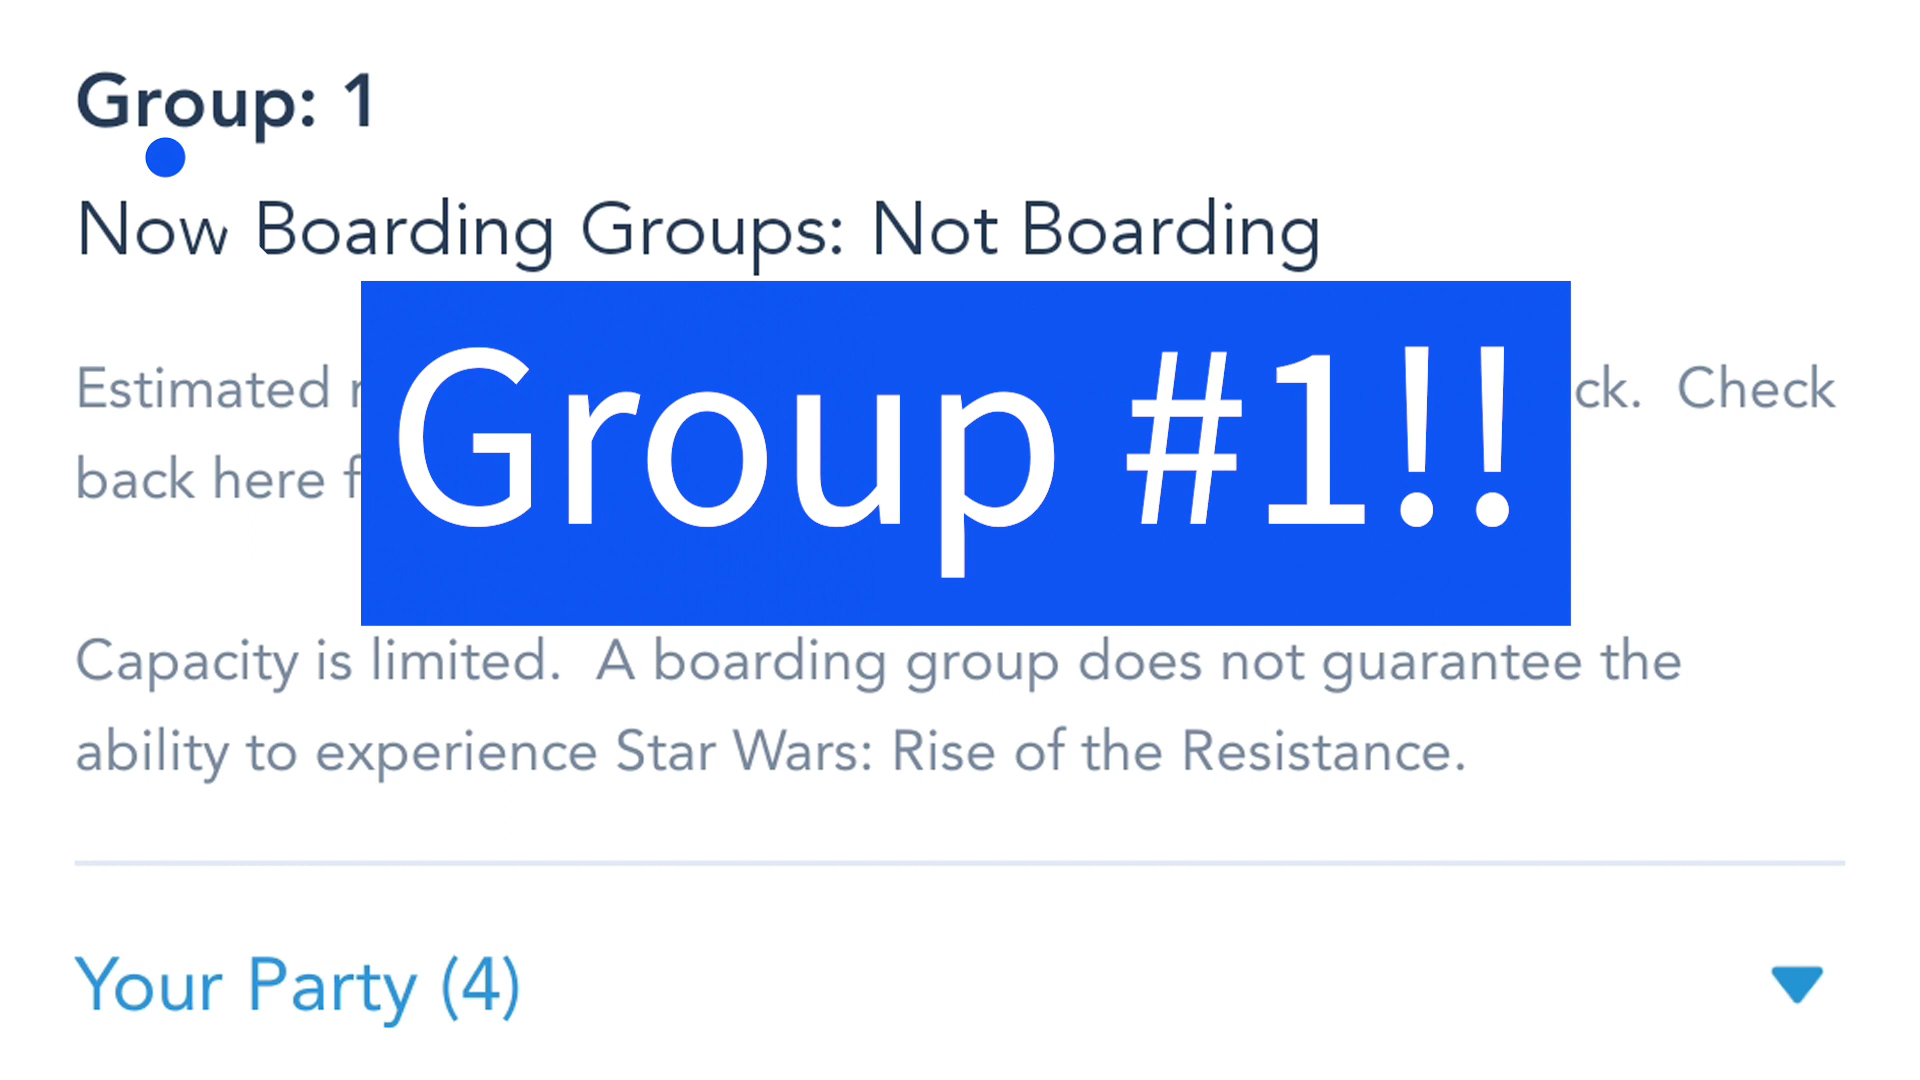 Group: 1
Now Boarding Groups: Not Boarding
Estimated
Check
back here
Group #1!!
Capacity is limited. A boarding group does not guarantee the
ability to experience Star Wars: Rise of the Resistance.
Your Party (4)